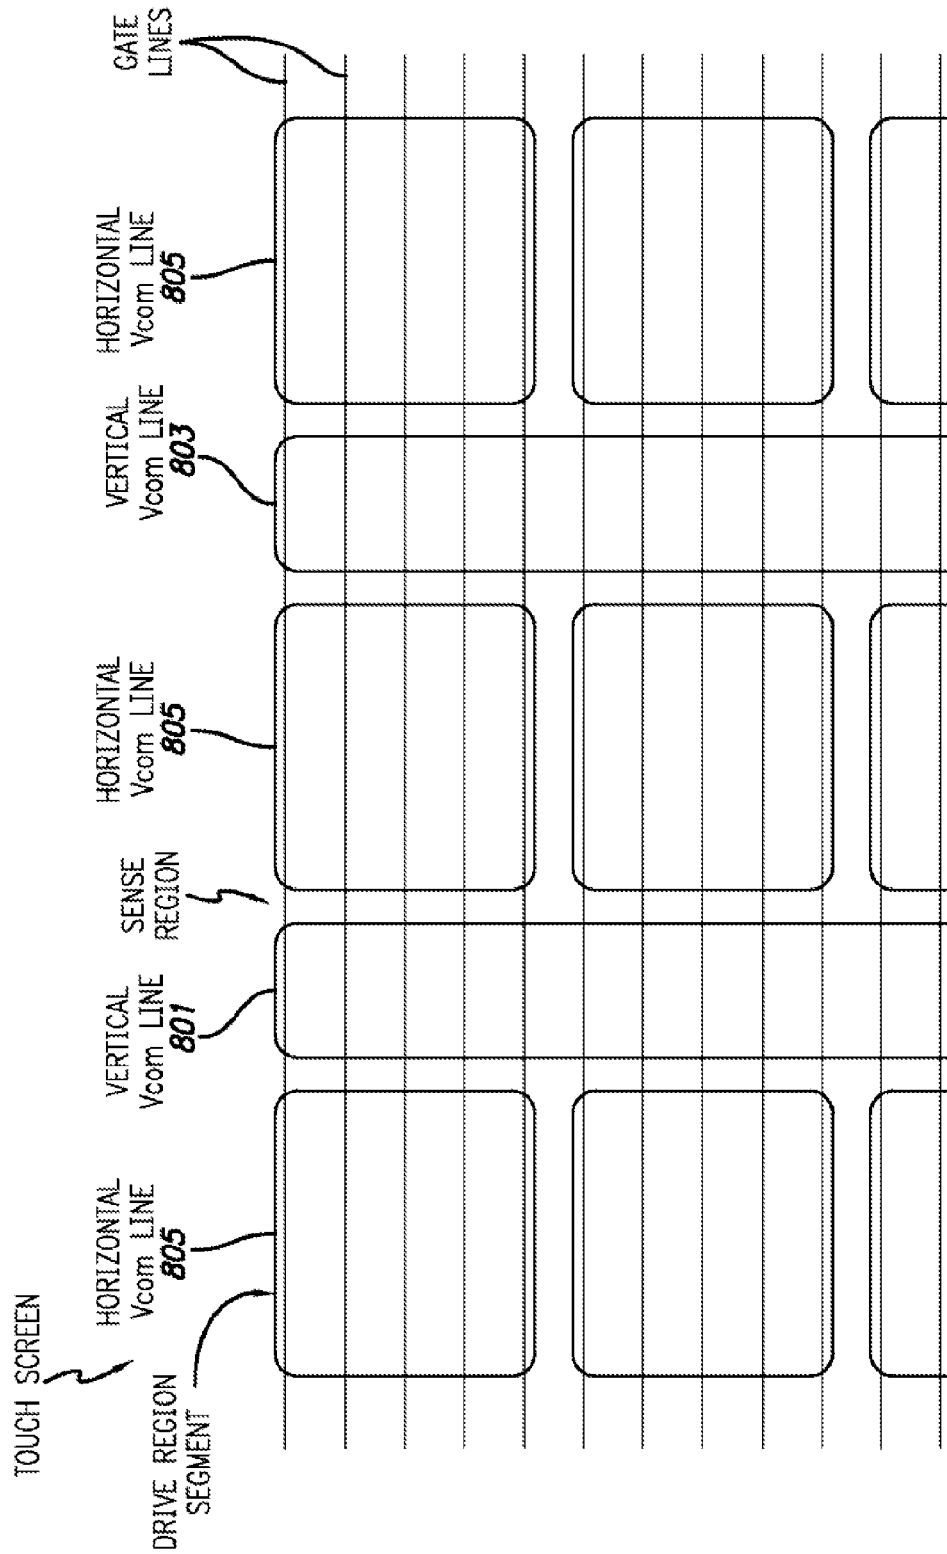 TOUCH SCREEN
DRIVE REGION
SEGMENT
HORIZONTAL
Vcom LINE
805
VERTICAL
Vcom LINE
801
SENSE
REGION
HORIZONTAL
Vcom LINE
805
VERTICAL
Vcom LINE
803
HORIZONTAL
Vcom LINE
805
GATE
LINES